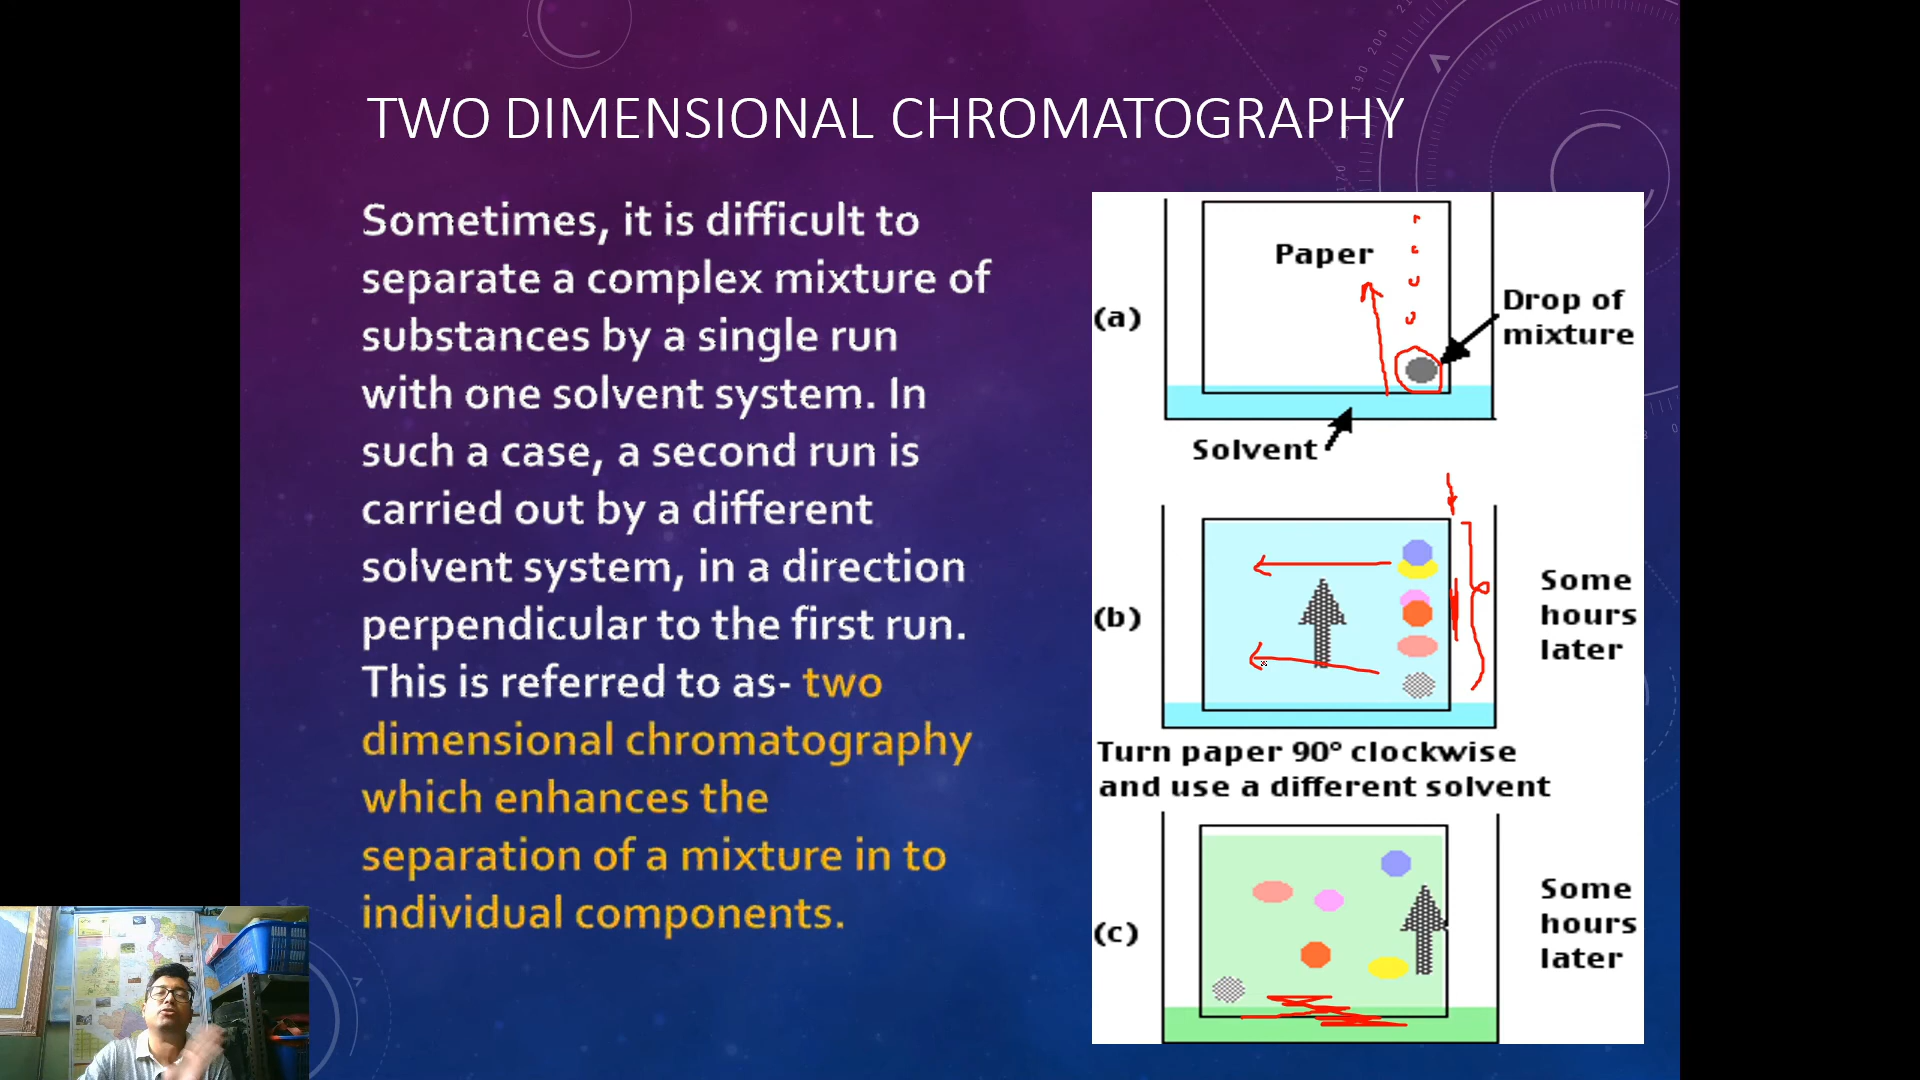 TWO DIMENSIONAL CHROMATOGRAPHY
Sometimes, it is difficult to
separate a complex mixture of
substances by a single run
with one solvent system. In
such a case, a second run is
carried out by a different
solvent system, in a direction
perpendicular to the first run.
This is referred to as- two
dimensional chromatography
which enhances the
separation of a mixture in to
individual components.
Paper
(a)
Drop of
mixture
Solvent
(b)
Some
hours
later
Turn paper 90° clockwise
and use a different solvent
(c)
Some
hours
later
170
190
200